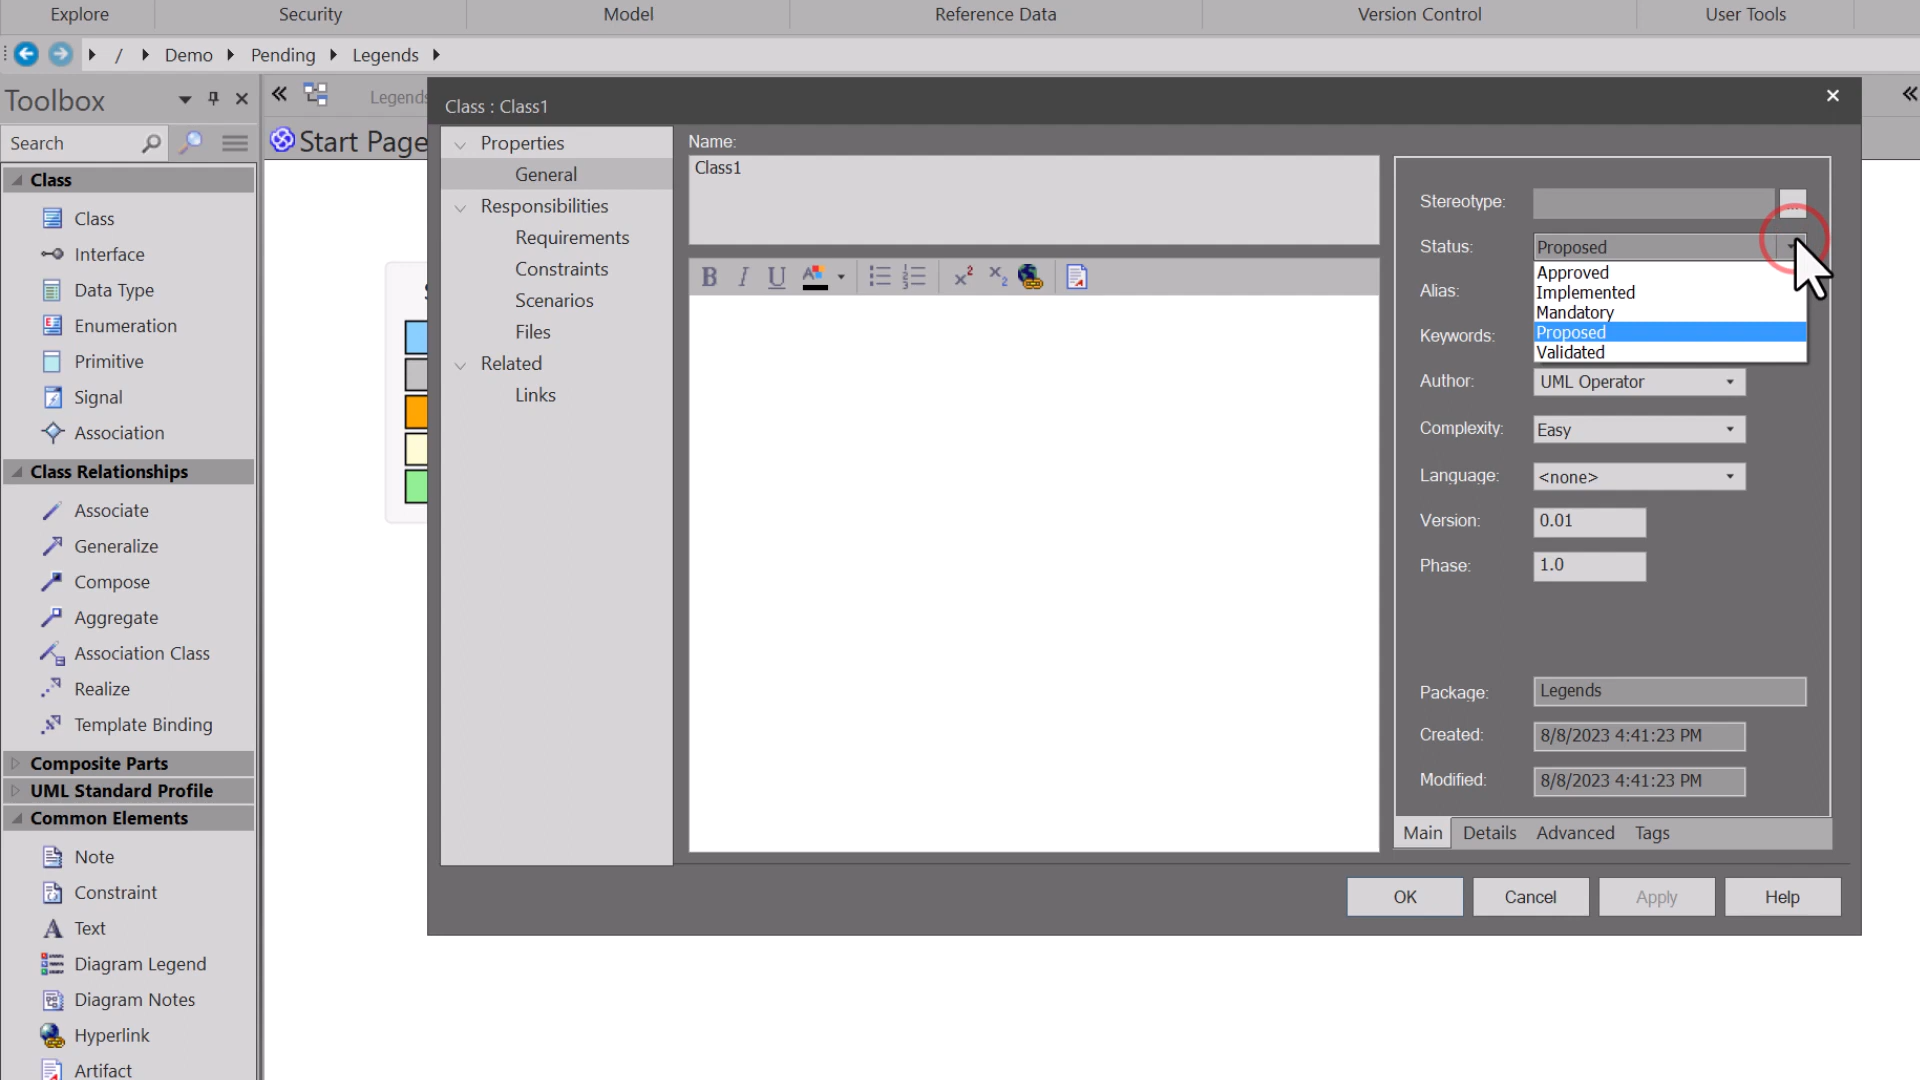 Explore Security Model Reference Data Version Control User Tools
/ Demo Pending Legends
Toolbox
Search
Class
Class
Interface
Data Type
Enumeration
Primitive
Signal
Association
Class Relationships
Associate
Generalize
Compose
Aggregate
Association Class
Realize
Template Binding
Composite Parts
UML Standard Profile
Common Elements
Note
Constraint
Text
Diagram Legend
Diagram Notes
Hyperlink
Artifact
Legends
Start Page
Class : Class1
Properties
General
Responsibilities
Requirements
Constraints
Scenarios
Files
Related
Links
Name:
Class1
Stereotype:
Status: Proposed
Approved
Implemented
Mandatory
Proposed
Validated
Alias:
Keywords:
Author: UML Operator
Complexity: Easy
Language: <none>
Version: 0.01
Phase: 1.0
Package: Legends
Created: 8/8/2023 4:41:23 PM
Modified: 8/8/2023 4:41:23 PM
Main Details Advanced Tags
OK Cancel Apply Help